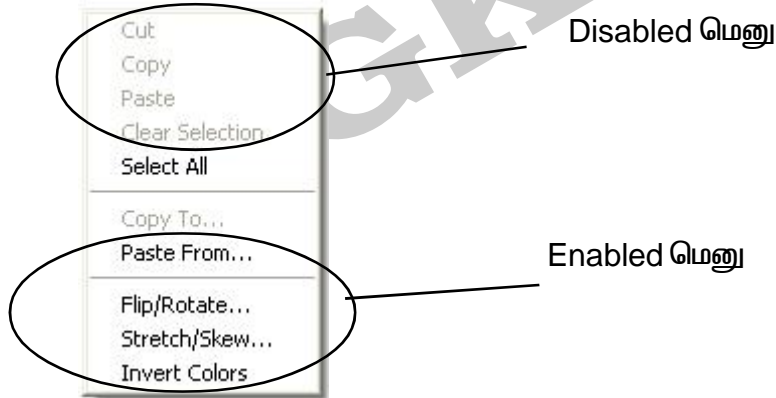 Cut
Copy
Paste
Clear Selection
Select All
Copy To...
Paste From...
Flip/Rotate...
Stretch/Skew...
Invert Colors
Disabled மெனு
Enabled மெனு